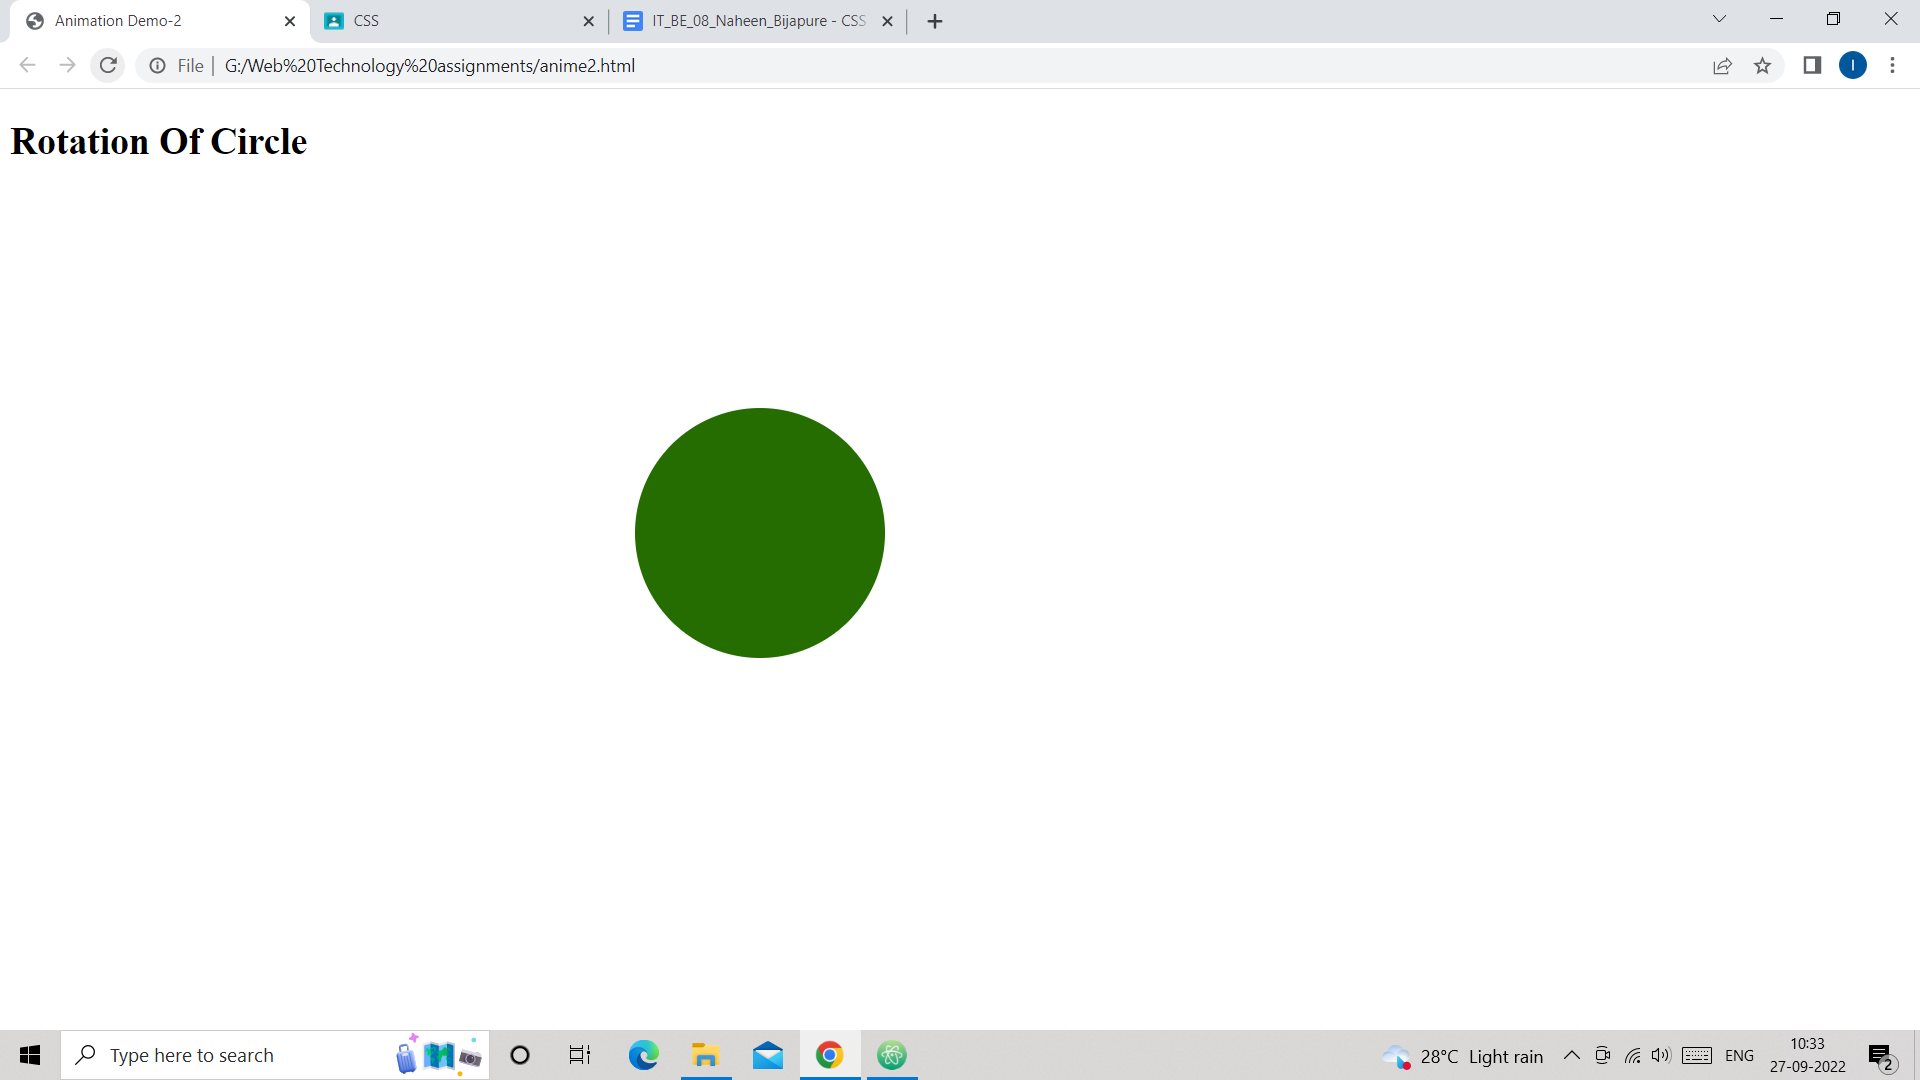 Animation Demo-2
CSS
IT_BE_08_Naheen_Bijapure - CSS
File
G:/Web%20Technology%20assignments/anime2.html
I
Rotation Of Circle
Type here to search
28°C Light rain
ENG
10:33
27-09-2022
2